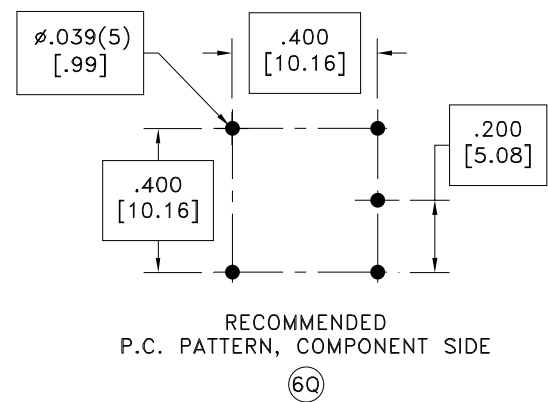 ⌀.039(5)
[.99]
.400
[10.16]
.200
[5.08]
.400
[10.16]
RECOMMENDED
P.C. PATTERN, COMPONENT SIDE
6Q